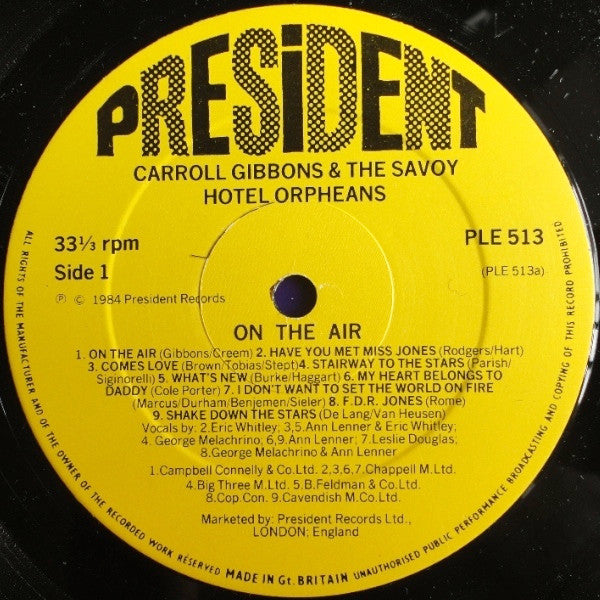 PRESiDENT
CARROLL GIBBONS & THE SAVOY
HOTEL ORPHEANS
33⅓ rpm
Side 1
PLE 513
(PLE 513a)
Ⓟ © 1984 President Records
ON THE AIR
1. ON THE AIR (Gibbons/Creem) 2. HAVE YOU MET MISS JONES (Rodgers/Hart)
3. COMES LOVE (Brown/Tobias/Stept) 4. STAIRWAY TO THE STARS (Parish/
Signorelli) 5. WHAT'S NEW (Burke/Haggart) 6. MY HEART BELONGS TO
DADDY (Cole Porter) 7. I DON'T WANT TO SET THE WORLD ON FIRE
(Marcus/Durham/Benjemen/Sieler) 8. F.D.R. JONES (Rome)
9. SHAKE DOWN THE STARS (De Lang/Van Heusen)
Vocals by: 2. Eric Whitley; 3,5. Ann Lenner & Eric Whitley;
4. George Melachrino; 6,9. Ann Lenner; 7. Leslie Douglas;
8. George Melachrino & Ann Lenner
1. Campbell Connelly & Co.Ltd. 2,3,6,7. Chappell M.Ltd.
4. Big Three M.Ltd. 5.B. Feldman & Co.Ltd.
8. Cop.Con. 9. Cavendish M.Co.Ltd.
Marketed by: President Records Ltd.,
LONDON; England
ALL RIGHTS OF THE MANUFACTURER AND OF THE OWNER OF THE RECORDED WORK RESERVED MADE IN Gt. BRITAIN UNAUTHORISED PUBLIC PERFORMANCE BROADCASTING AND COPYING OF THIS RECORD PROHIBITED